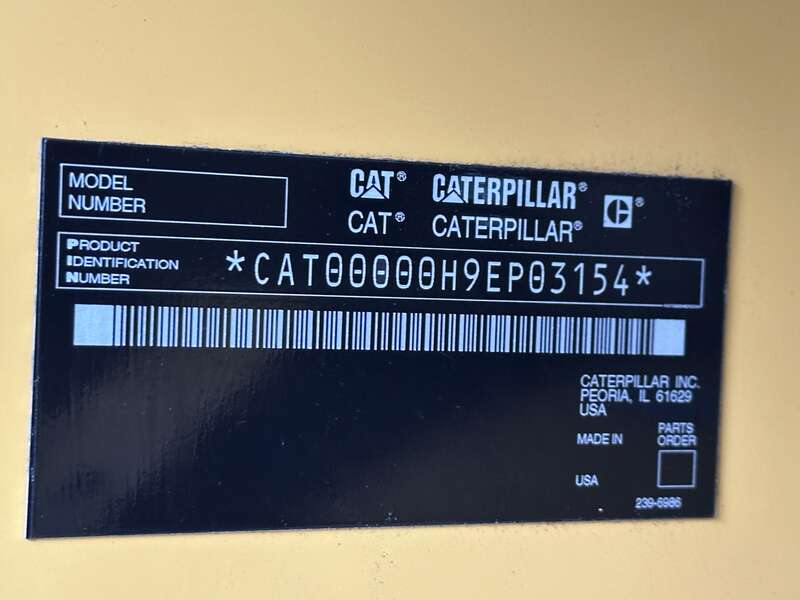 MODEL
NUMBER
CAT® CATERPILLAR®
CAT® CATERPILLAR®
PRODUCT
IDENTIFICATION
NUMBER
*CAT00000H9EP03154*
CATERPILLAR INC.
PEORIA, IL 61629
USA
MADE IN
PARTS
ORDER
USA
239-6986